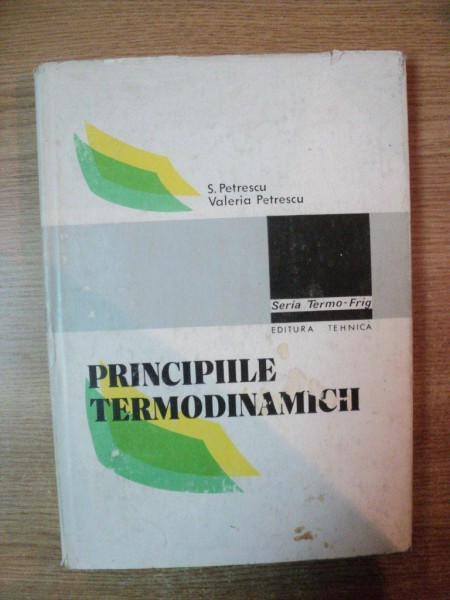 S. Petrescu
Valeria Petrescu
Seria Termo-Frig
EDITURA TEHNICA
PRINCIPIILE
TERMODINAMICII